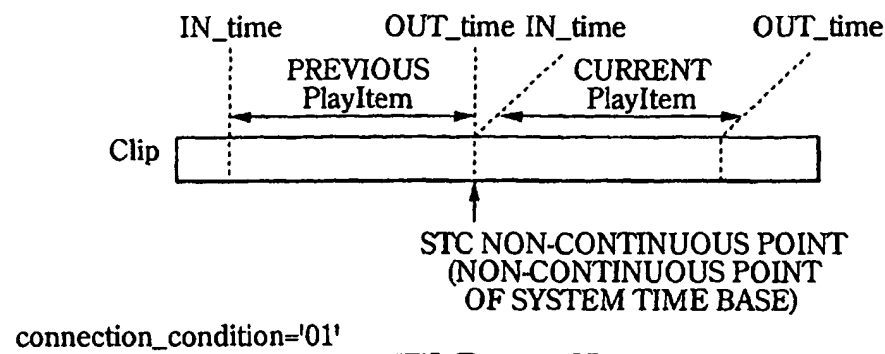 IN_time OUT_time IN_time OUT_time
PREVIOUS PlayItem
CURRENT PlayItem
Clip
STC NON-CONTINUOUS POINT
(NON-CONTINUOUS POINT
OF SYSTEM TIME BASE)
connection_condition='01'